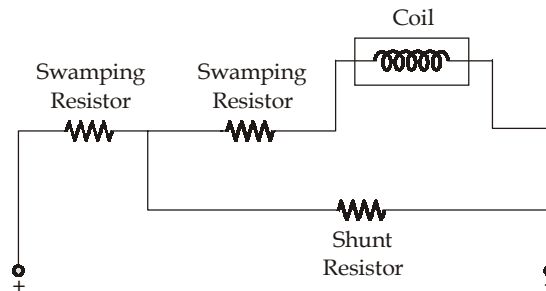 Coil
Swamping
Resistor
Swamping
Resistor
Shunt
Resistor
+
+